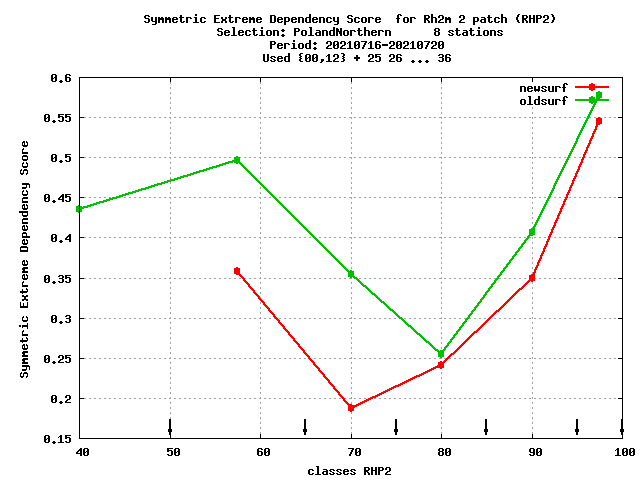 Symmetric Extreme Dependency Score  for Rh2m 2 patch (RHP2)
Selection: PolandNorthern      8 stations
Period: 20210716-20210720
Used {00,12} + 25 26 ... 36
newsurf
oldsurf
0.6
0.55
0.5
0.45
0.4
0.35
0.3
0.25
0.2
0.15
Symmetric Extreme Dependency Score
40 50 60 70 80 90 100
classes RHP2